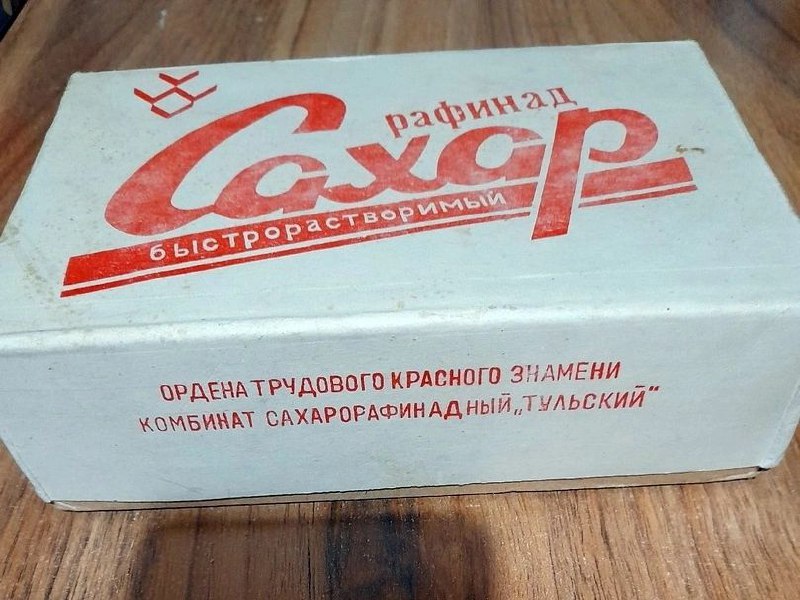 рафинад
Сахар
быстрорастворимый
ОРДЕНА ТРУДОВОГО КРАСНОГО ЗНАМЕНИ
КОМБИНАТ САХАРОРАФИНАДНЫЙ „ТУЛЬСКИЙ"